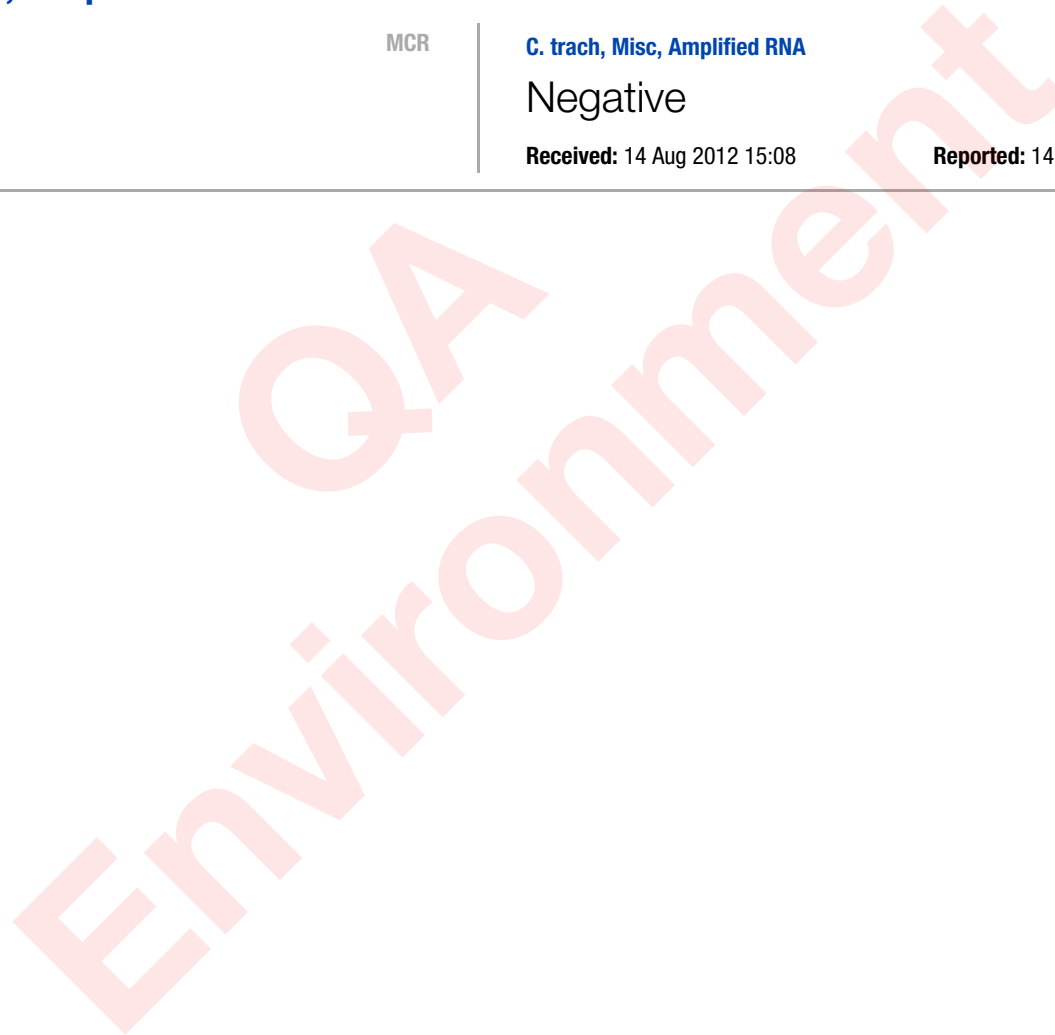 MCR
C. trach, Misc, Amplified RNA
Negative
Received: 14 Aug 2012 15:08 Reported: 14
QA
Environment